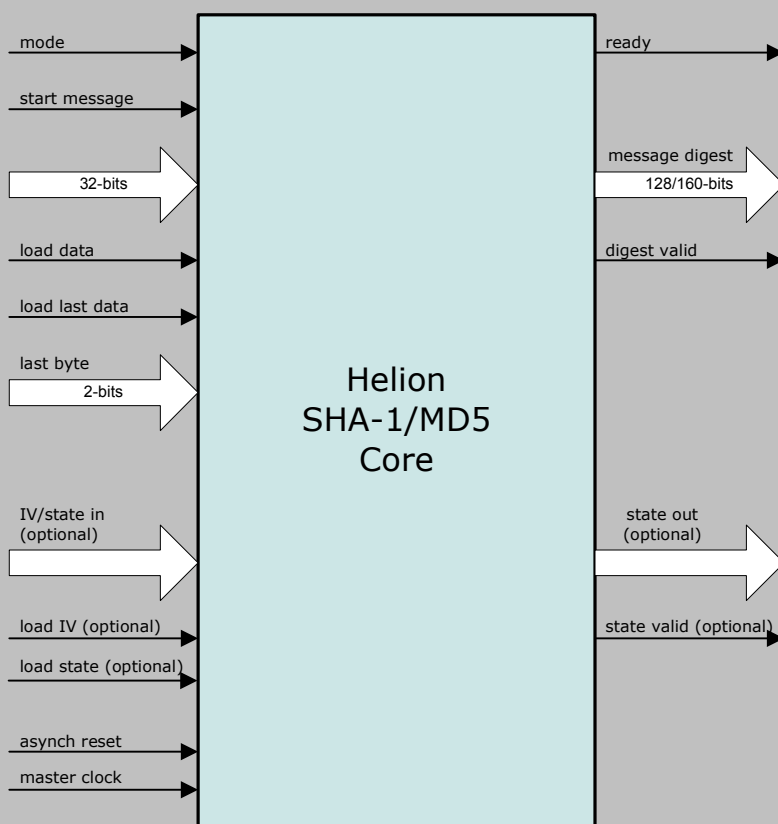 mode
start message
32-bits
load data
load last data
last byte
2-bits
IV/state in
(optional)
load IV (optional)
load state (optional)
asynch reset
master clock
Helion
SHA-1/MD5
Core
ready
message digest
128/160-bits
digest valid
state out
(optional)
state valid (optional)